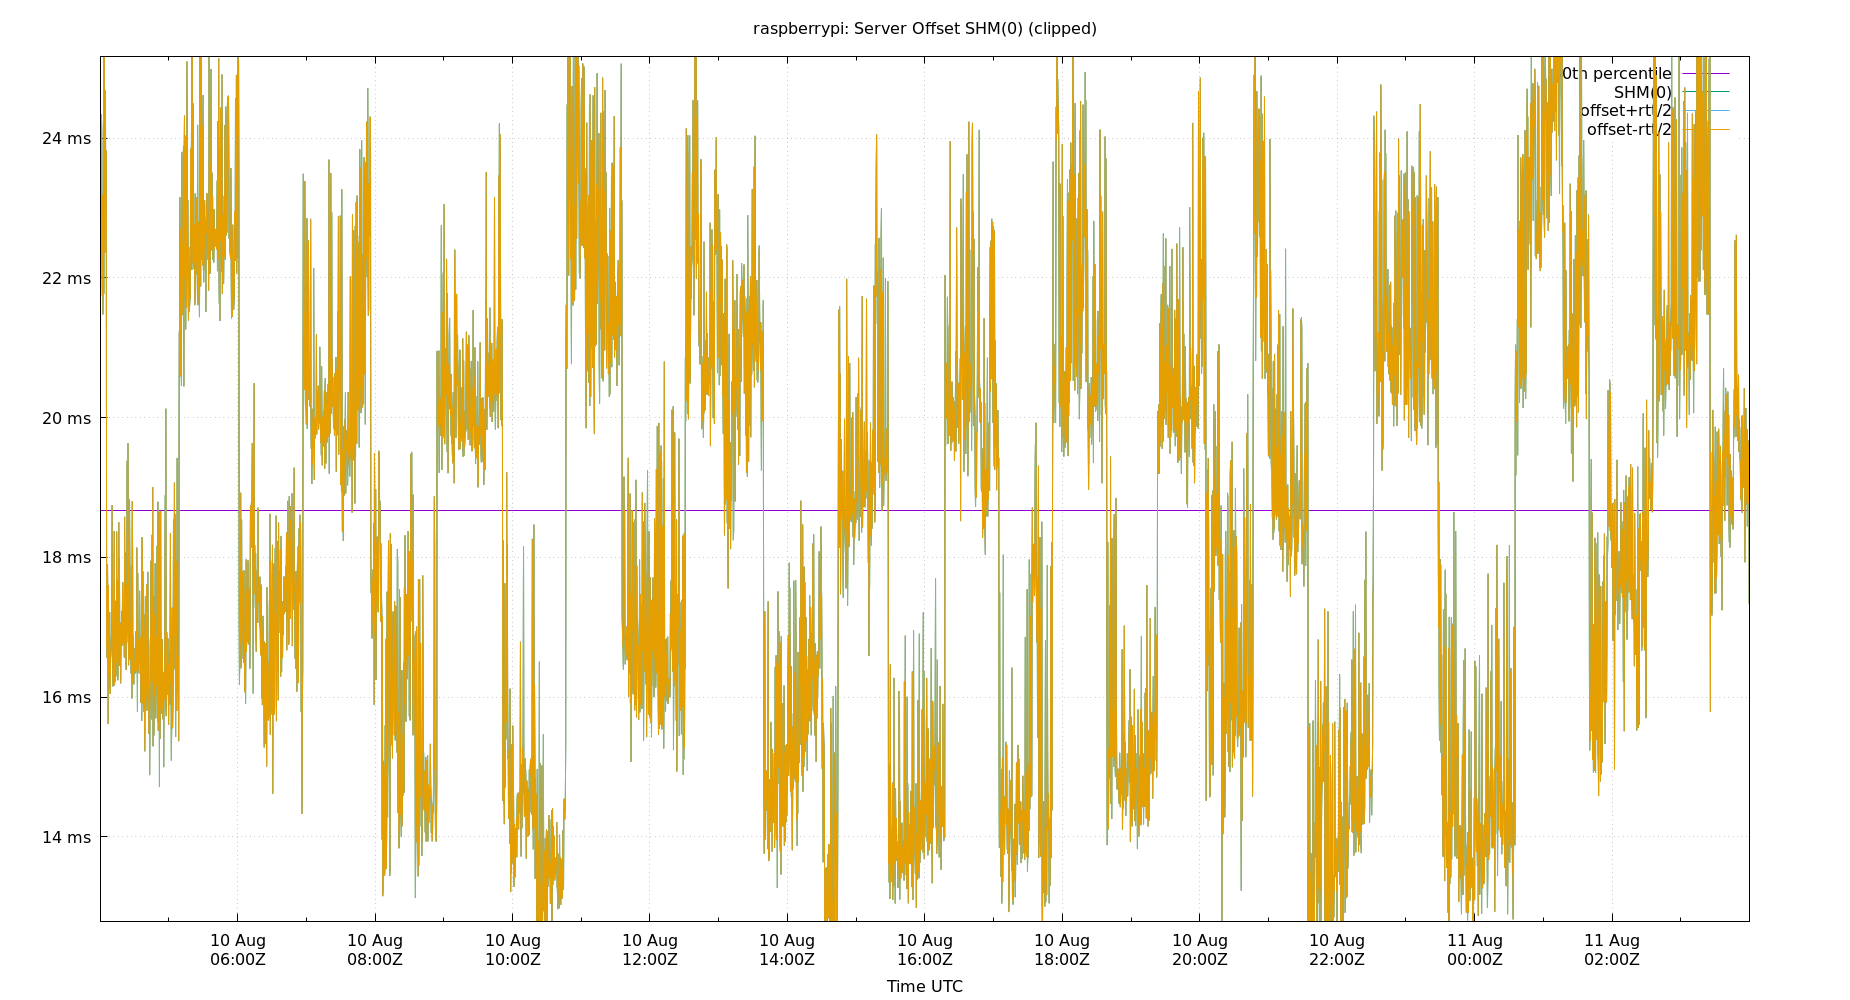 raspberrypi: Server Offset SHM(0) (clipped)
0th percentile
SHM(0)
offset+rtt/2
offset-rtt/2
24 ms
22 ms
20 ms
18 ms
16 ms
14 ms
10 Aug 10 Aug 10 Aug 10 Aug 10 Aug 10 Aug 10 Aug 10 Aug 10 Aug 11 Aug 11 Aug
06:00Z 08:00Z 10:00Z 12:00Z 14:00Z 16:00Z 18:00Z 20:00Z 22:00Z 00:00Z 02:00Z
Time UTC